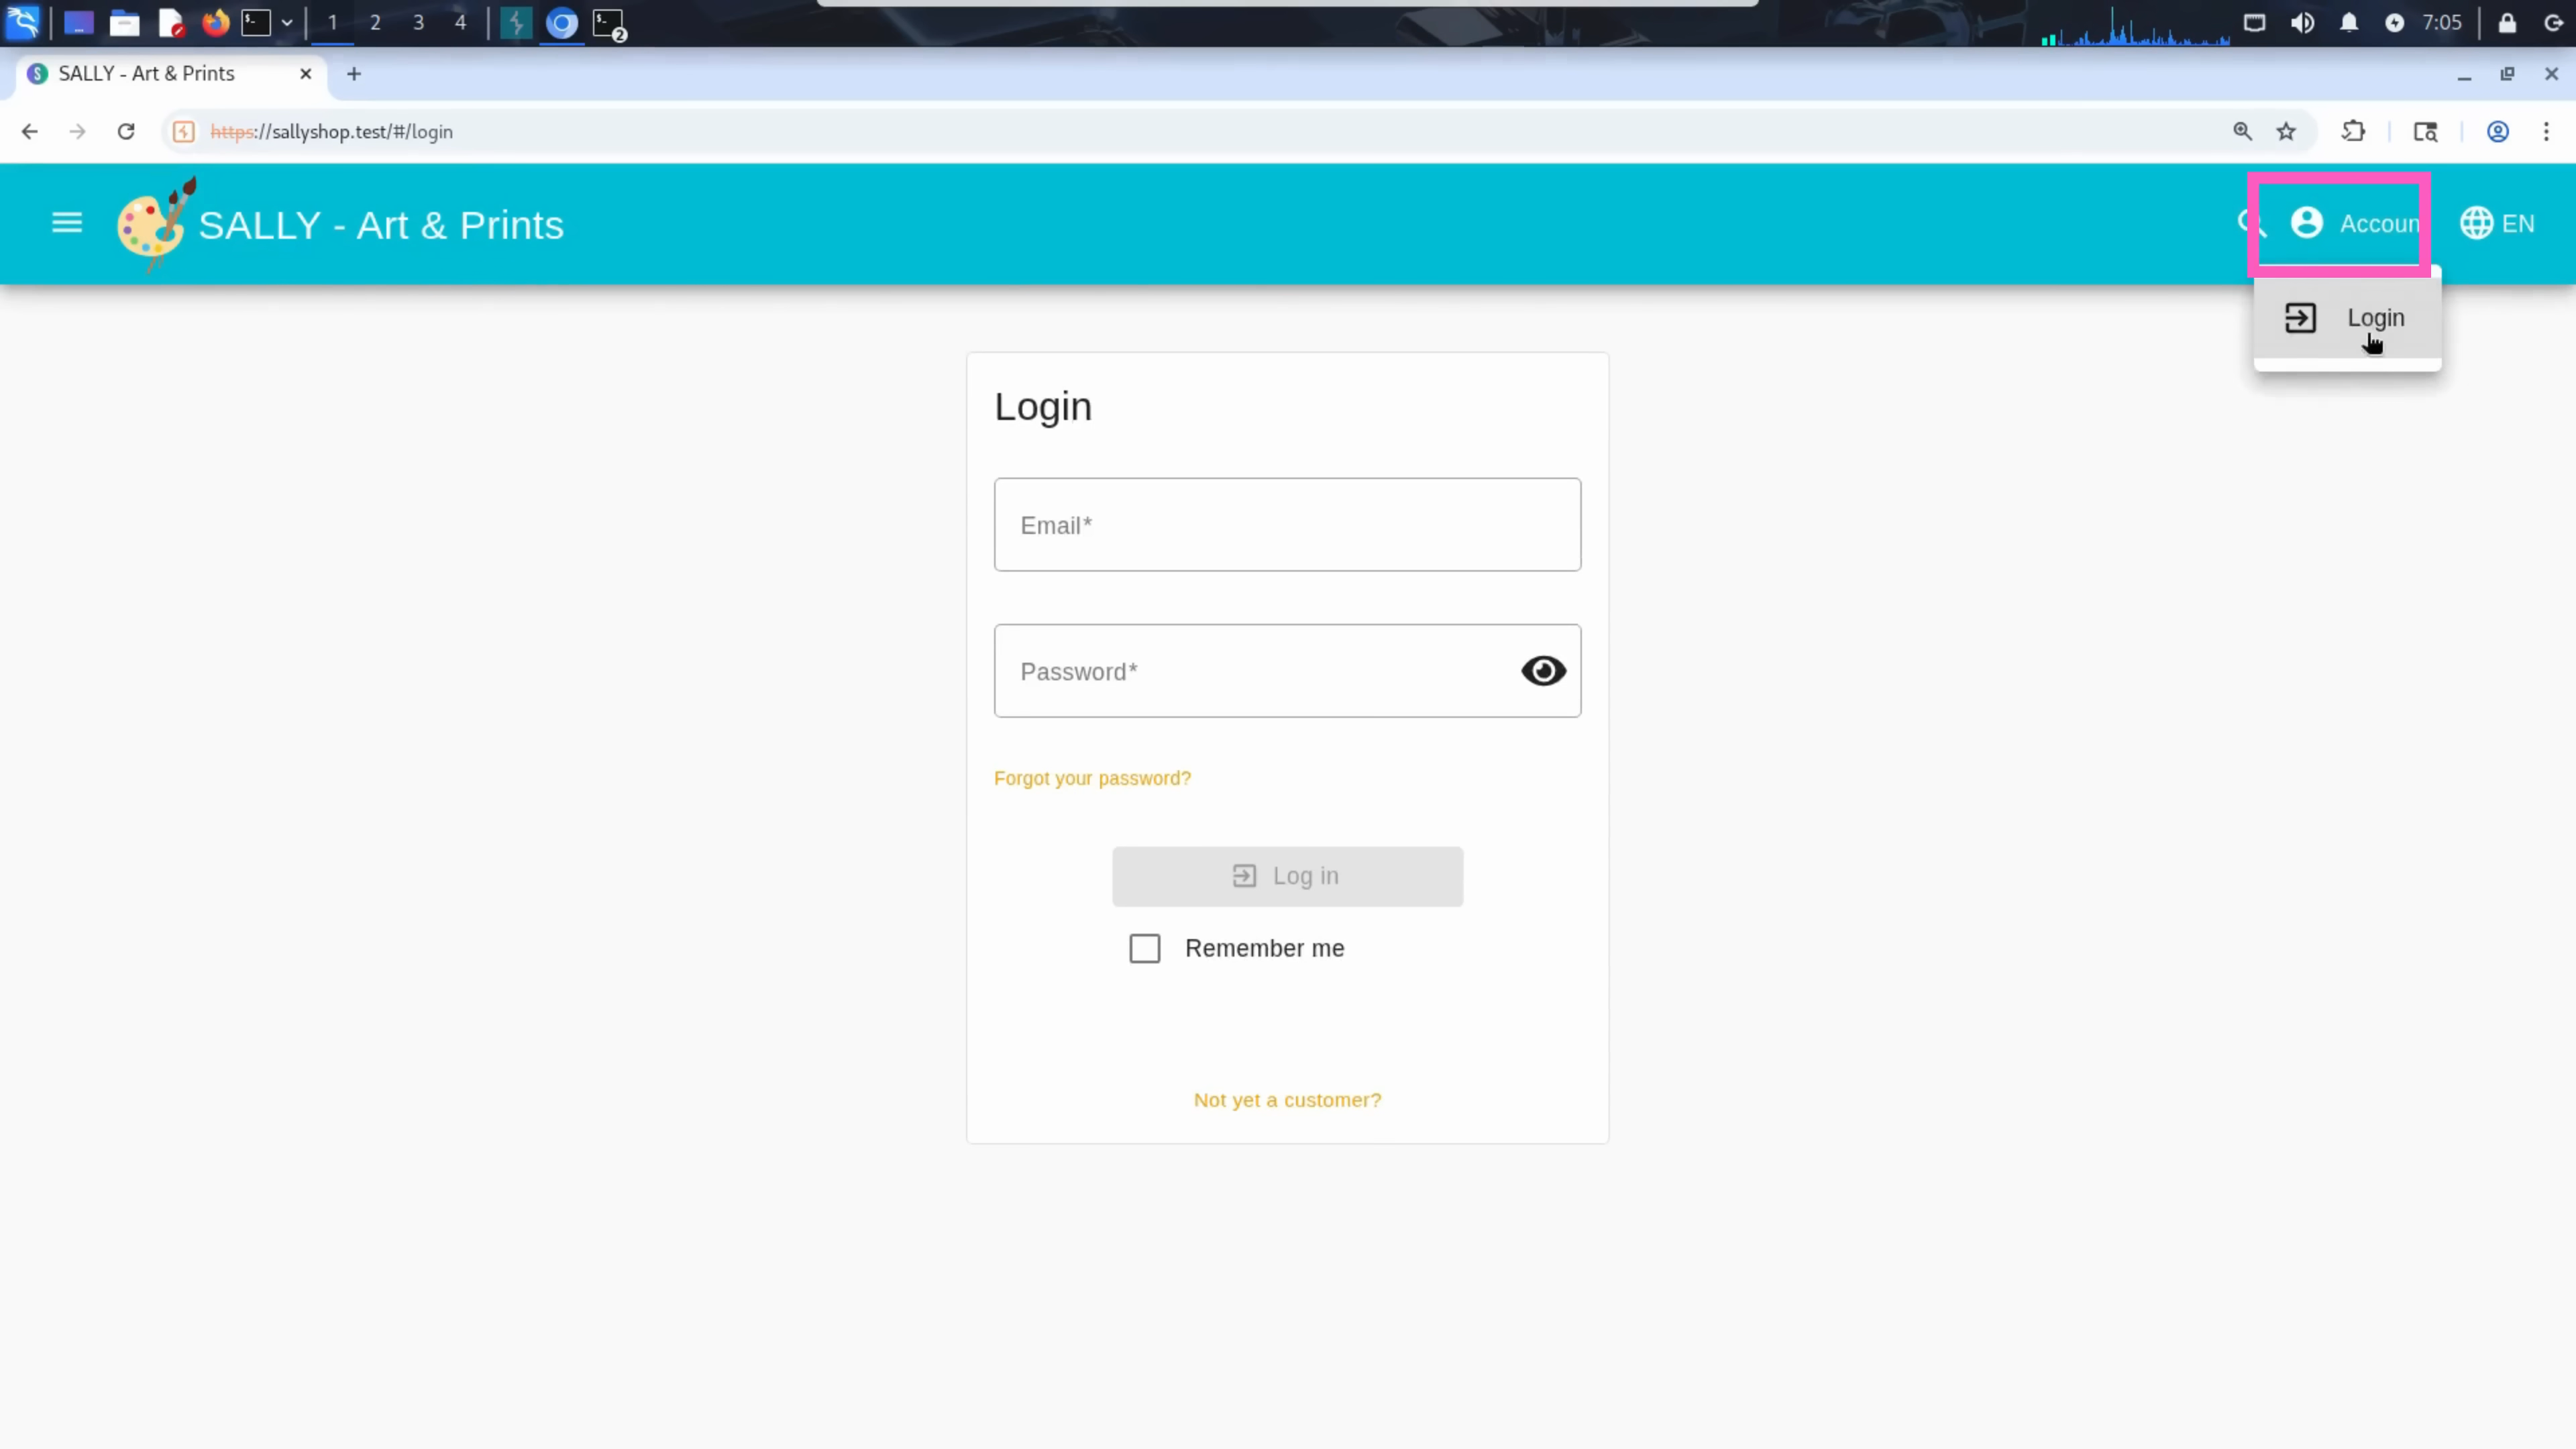 1 2 3 4 2 7:05
SALLY - Art & Prints
https://sallyshop.test/#/login
SALLY - Art & Prints
Accoun
EN
Login
Login
Email*
Password*
Forgot your password?
Log in
Remember me
Not yet a customer?